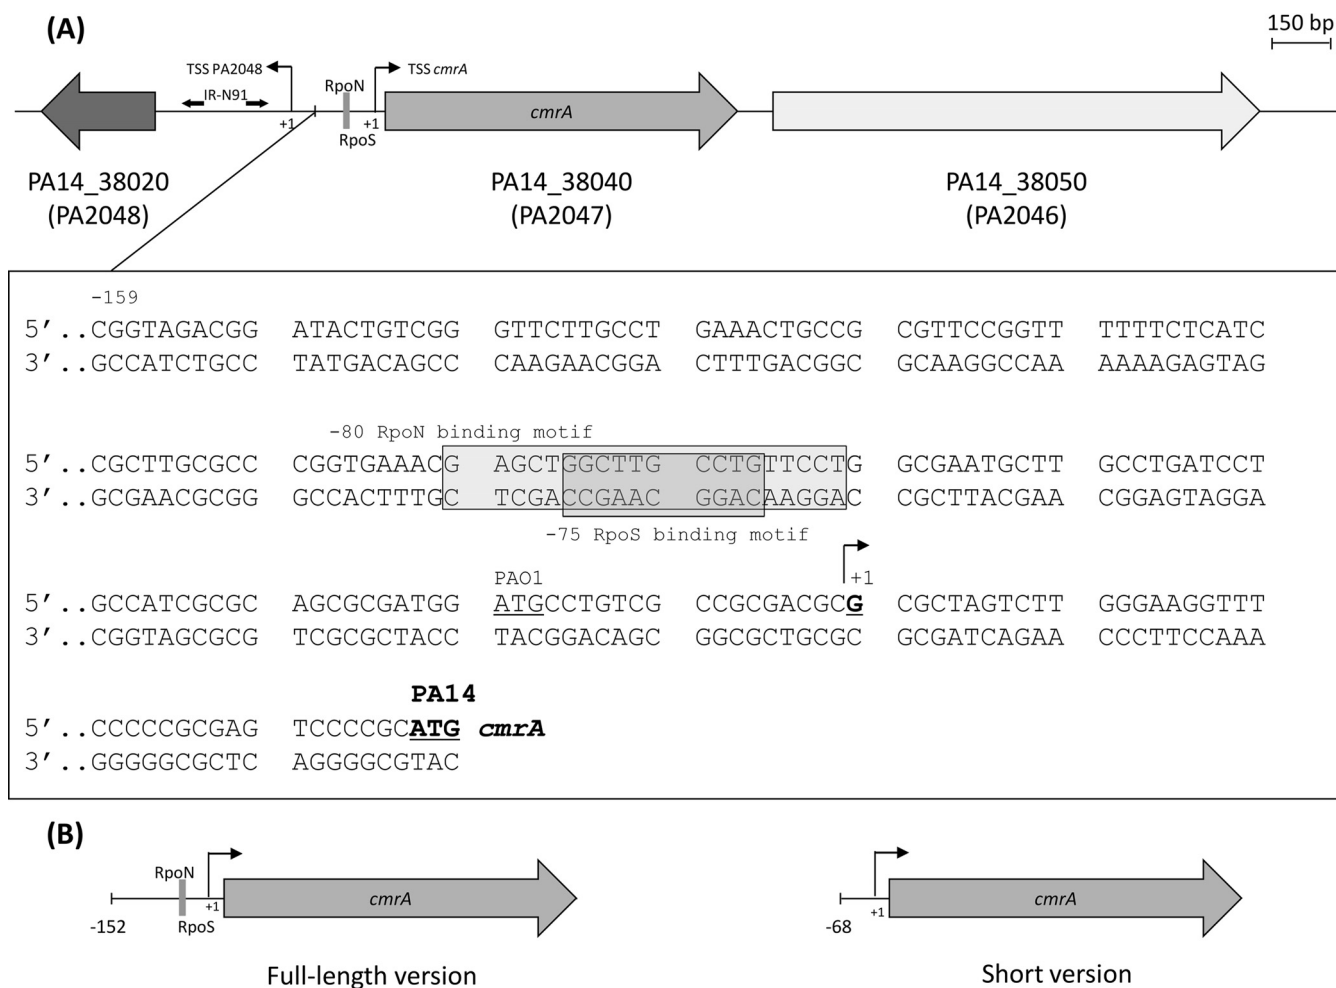 (A)
150 bp
TSS PA2048
TSS cmrA
IR-N91
RpoN
+1
+1
RpoS
cmrA
PA14_38020
(PA2048)
PA14_38040
(PA2047)
PA14_38050
(PA2046)
-159
5’ ..CGGTAGACGG ATACTGTCGG GTTCTTGCCT GAAACTGCCG CGTTCCGGTT TTTTCTCATC
3’ ..GCCATCTGCC TATGACAGCC CAAGAACGGA CTTTGACGGC GCAAGGCCAA AAAAGAGTAG
-80 RpoN binding motif
5’ ..CGCTTGCGCC CGGTGAAACG AGCTGGCTTG CCTGTTCCTG GCGAATGCTT GCCTGATCCT
3’ ..GCGAACGCGG GCCACTTTGC TCGACCGAAC GGACAAGGAC CGCTTACGAA CGGAGTAGGA
-75 RpoS binding motif
PAO1
+1
5’ ..GCCATCGCGC AGCGCGATGG ATGCCTGTCG CCGCGACGCG CGCTAGTCTT GGGAAGGTTT
3’ ..CGGTAGCGCG TCGCGCTACC TACGGACAGC GGCGCTGCGC GCGATCAGAA CCCTTCCAAA
PA14
5’ ..CCCCCGCGAG TCCCCGCATG cmrA
3’ ..GGGGGCGCTC AGGGGCGTAC
(B)
RpoN
+1
cmrA
-152
RpoS
Full-length version
+1
cmrA
-68
Short version